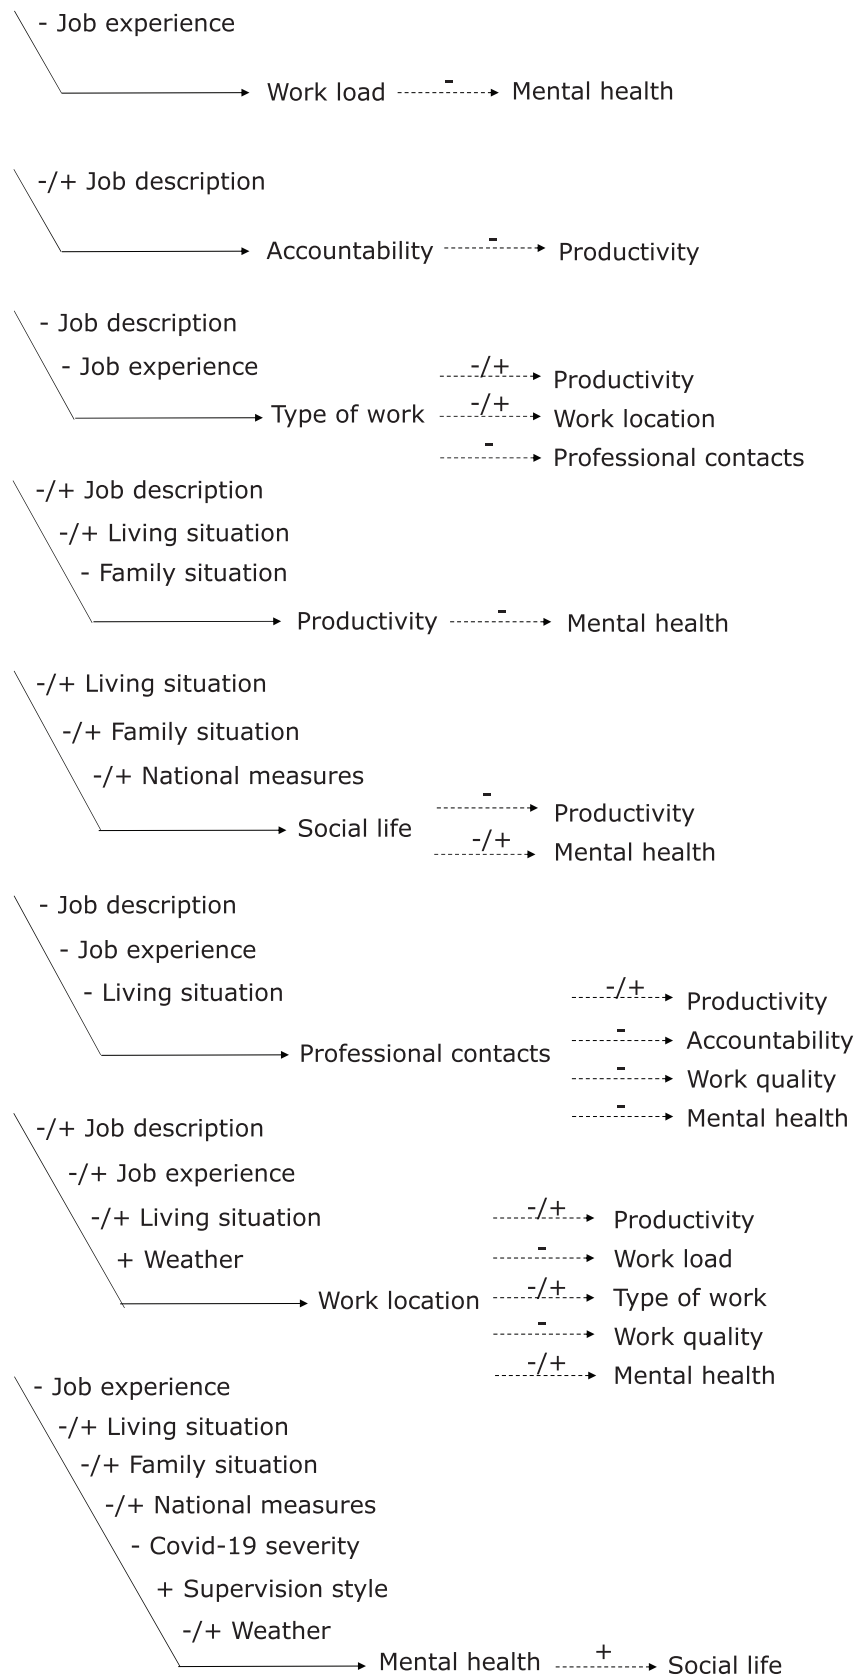 - Job experience
-
Work load Mental health
-/+ Job description
-
Accountability Productivity
- Job description
- Job experience
-/+
Productivity
-/+
Type of work Work location
-
Professional contacts
-/+ Job description
-/+ Living situation
- Family situation
-
Productivity Mental health
-/+ Living situation
-/+ Family situation
-/+ National measures
-
Productivity
Social life
-/+
Mental health
- Job description
- Job experience
- Living situation
-/+
Productivity
-
Accountability
Professional contacts
-
Work quality
-
Mental health
-/+ Job description
-/+ Job experience
-/+ Living situation
+ Weather
-/+
Productivity
-
Work load
-/+
Work location Type of work
-
Work quality
-/+
Mental health
- Job experience
-/+ Living situation
-/+ Family situation
-/+ National measures
- Covid-19 severity
+ Supervision style
-/+ Weather
+
Mental health Social life